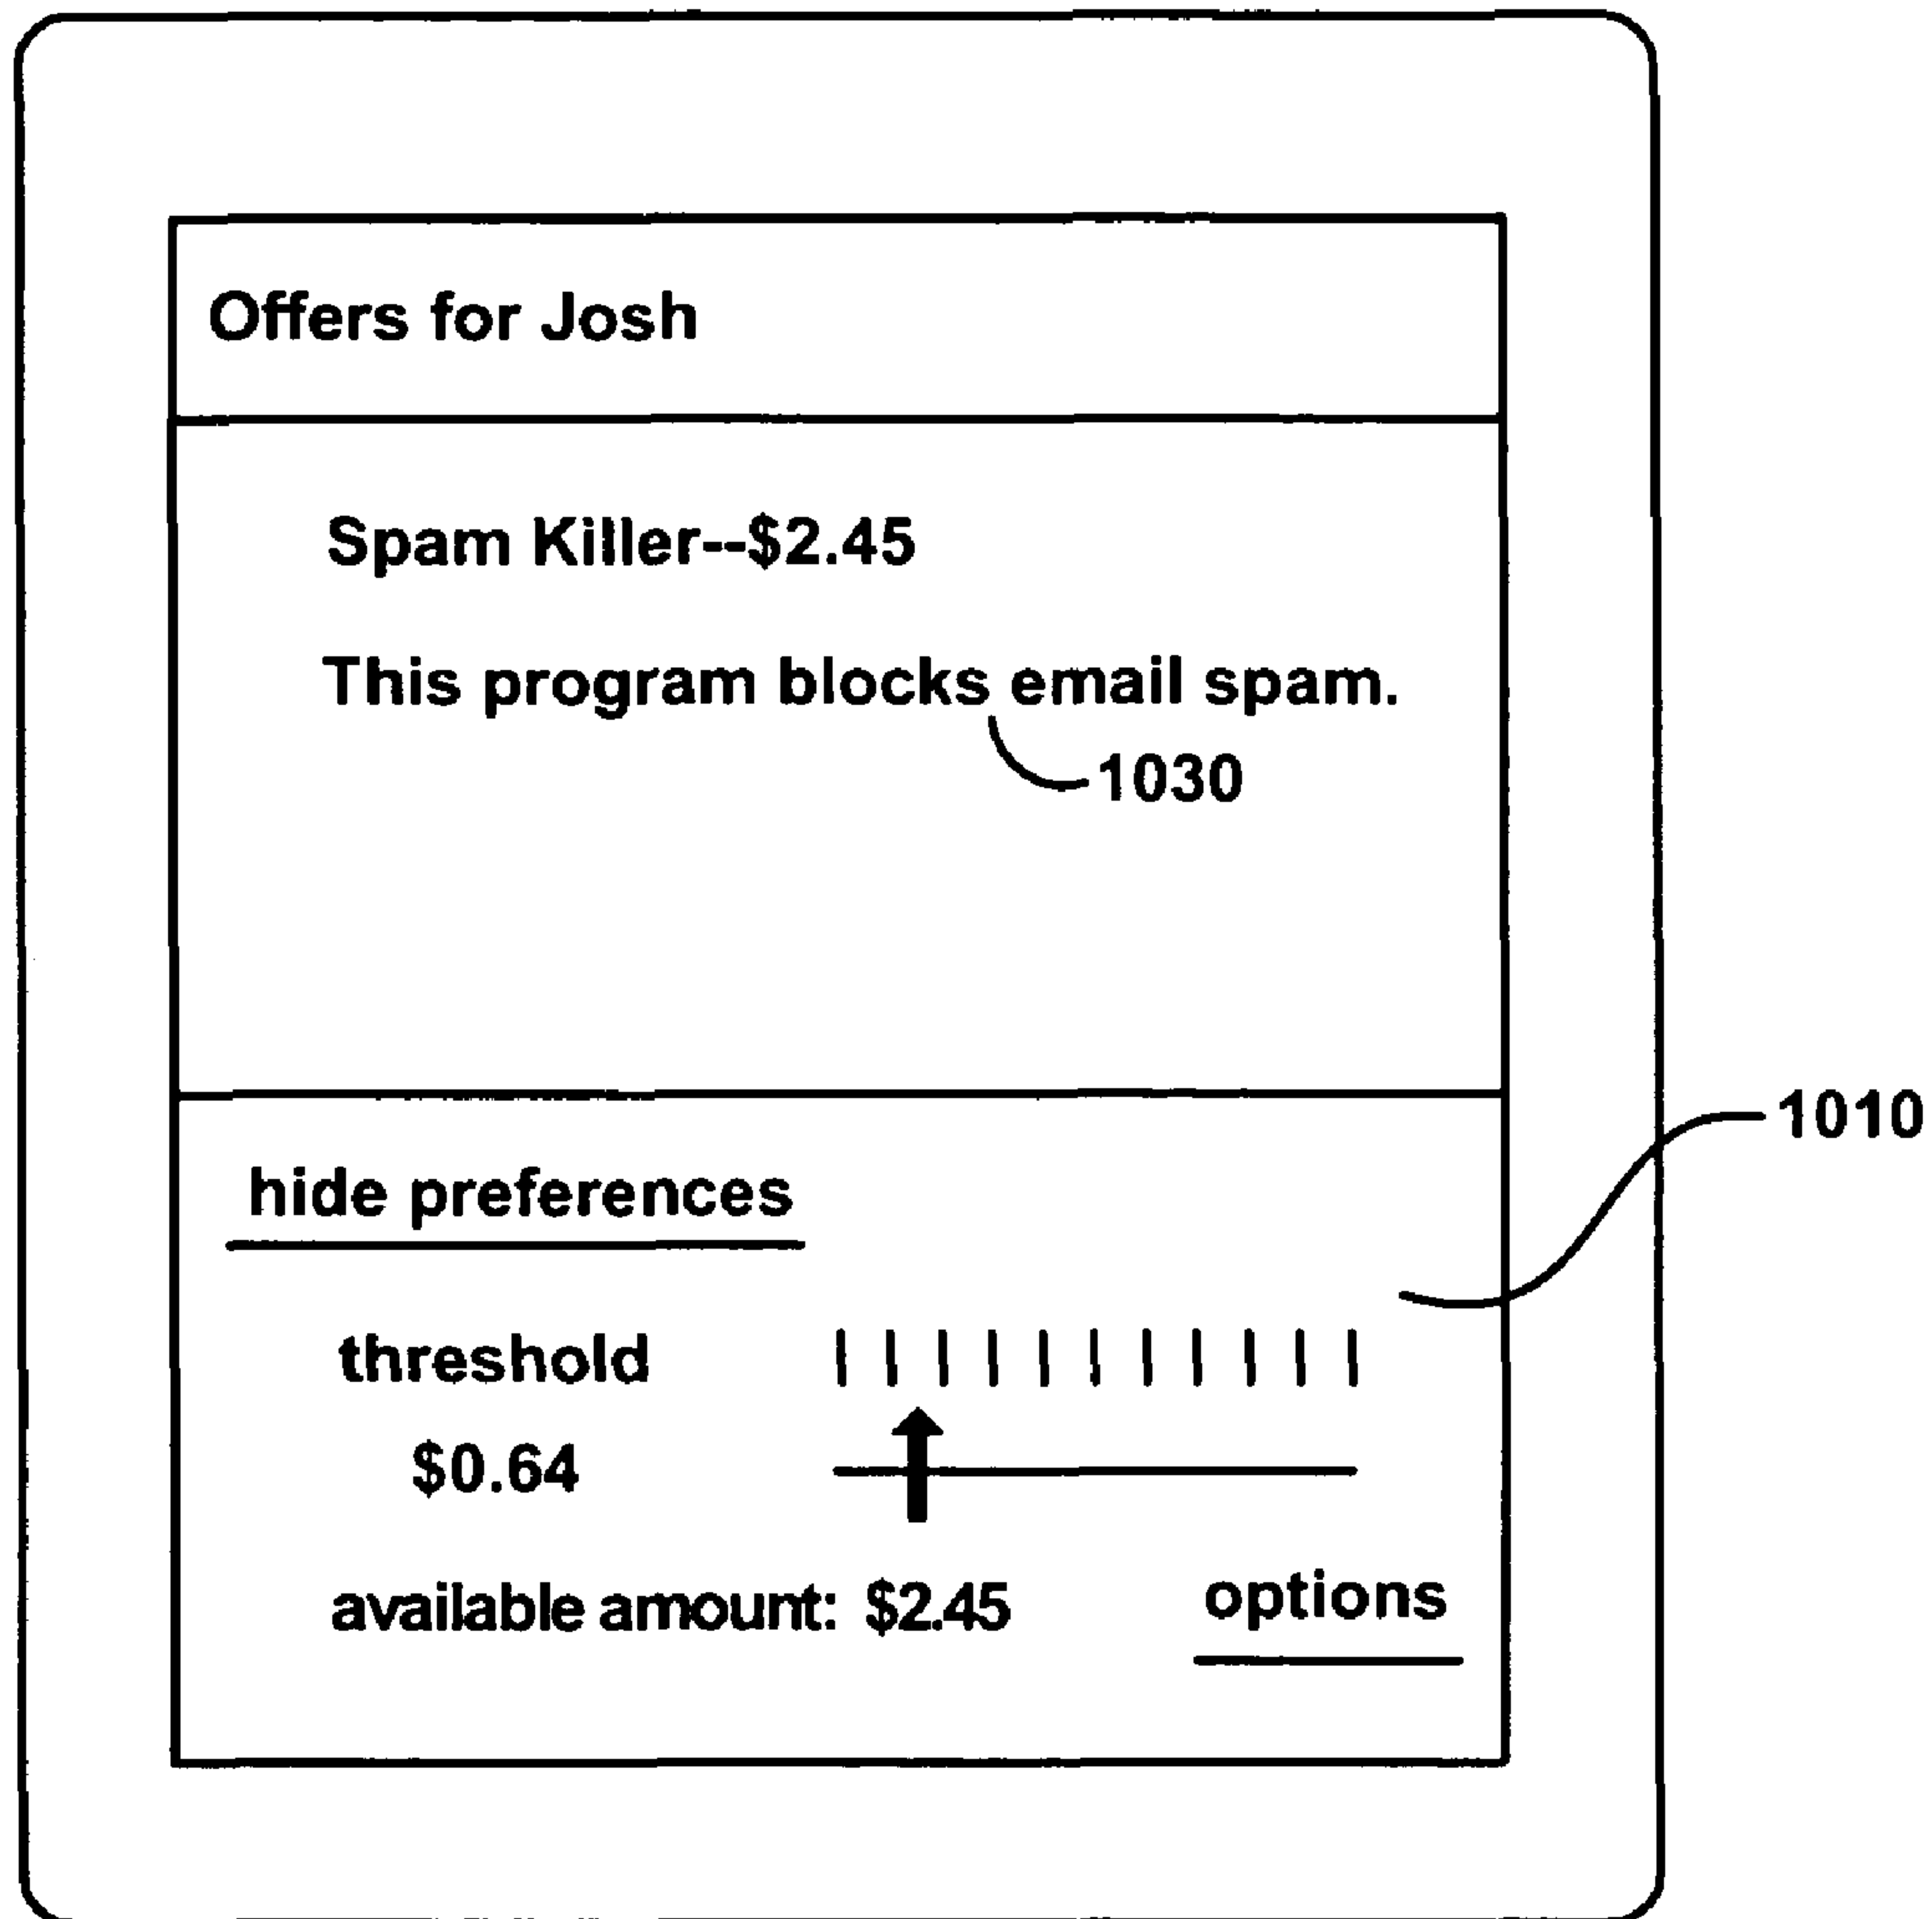 Offers for Josh
Spam Killer--$2.45
This program blocks email spam.
1030
1010
hide preferences
threshold
$0.64
available amount: $2.45
options